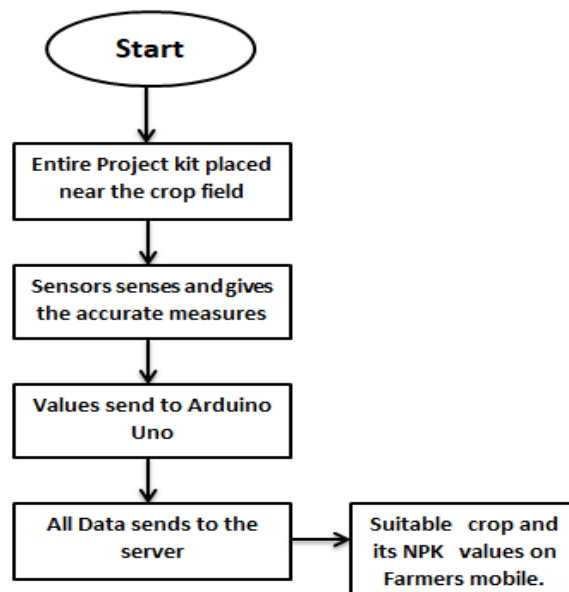 Start
Entire Project kit placed
near the crop field
Sensors senses and gives
the accurate measures
Values send to Arduino
Uno
All Data sends to the
server
Suitable crop and
its NPK values on
Farmers mobile.